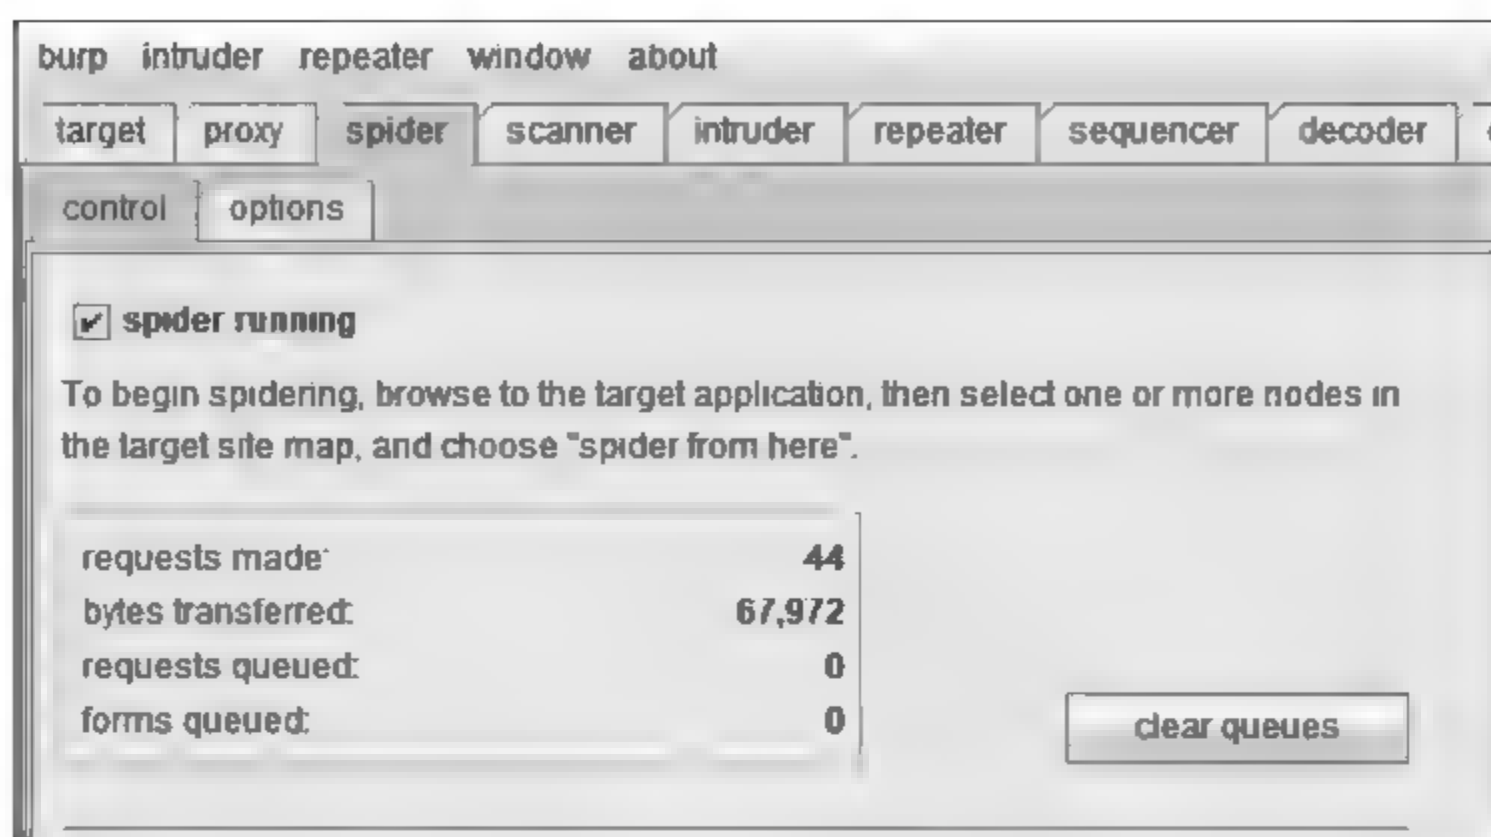 burp intruder repeater window about
target proxy spider scanner intruder repeater sequencer decoder
control options
spider running
To begin spidering, browse to the target application, then select one or more nodes in
the target site map, and choose "spider from here".
requests made: 44
bytes transferred: 67,972
requests queued: 0
forms queued: 0
clear queues